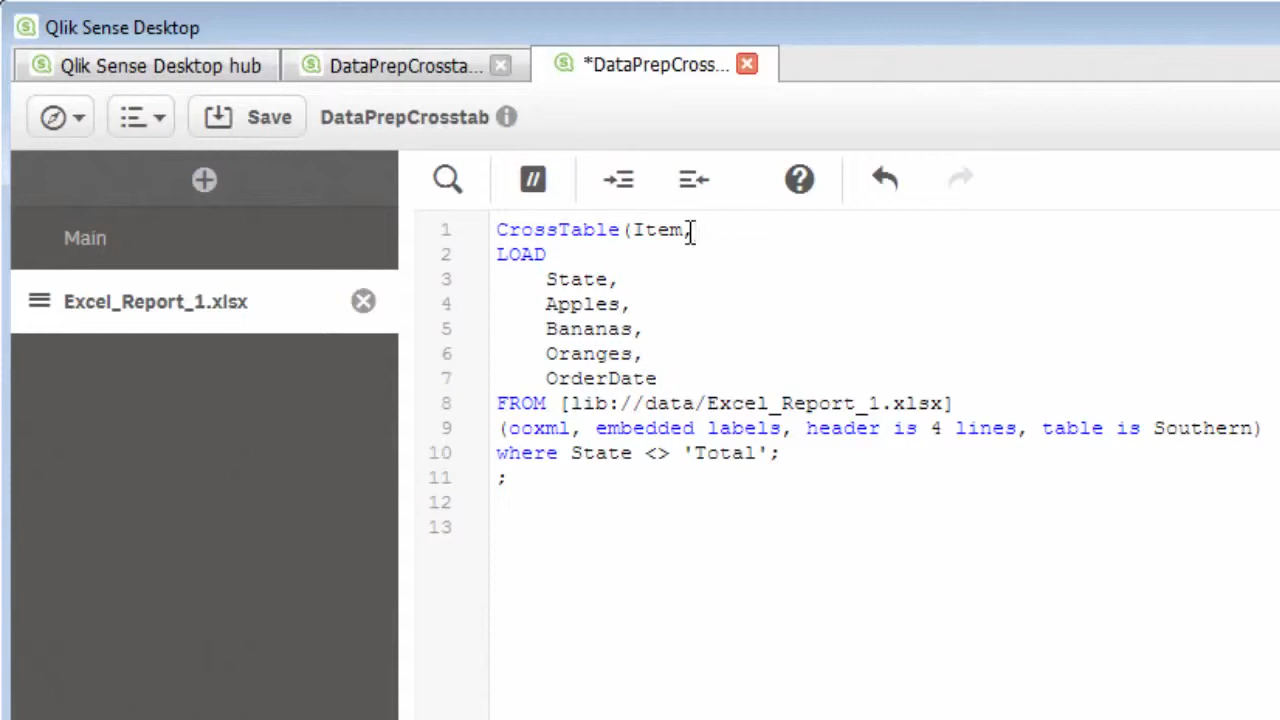 Qlik Sense Desktop
Qlik Sense Desktop hub
DataPrepCrossta...
*DataPrepCross...
Save
DataPrepCrosstab
Main
Excel_Report_1.xlsx
1 CrossTable(Item,
2 LOAD
3 State,
4 Apples,
5 Bananas,
6 Oranges,
7 OrderDate
8 FROM [lib://data/Excel_Report_1.xlsx]
9 (ooxml, embedded labels, header is 4 lines, table is Southern)
10 where State <> 'Total';
11 ;
12
13